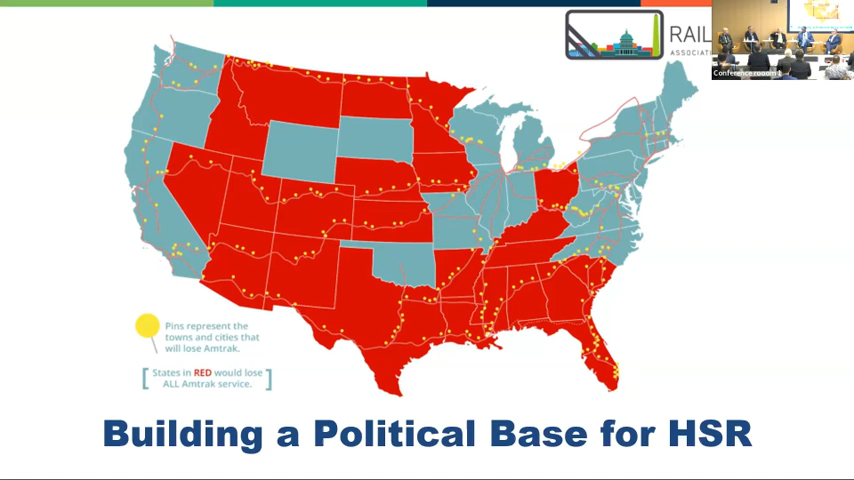 RAIL
ASSOCIAT
Conference room 1
Pins represent the
towns and cities that
will lose Amtrak.
[ States in RED would lose
ALL Amtrak service. ]
Building a Political Base for HSR